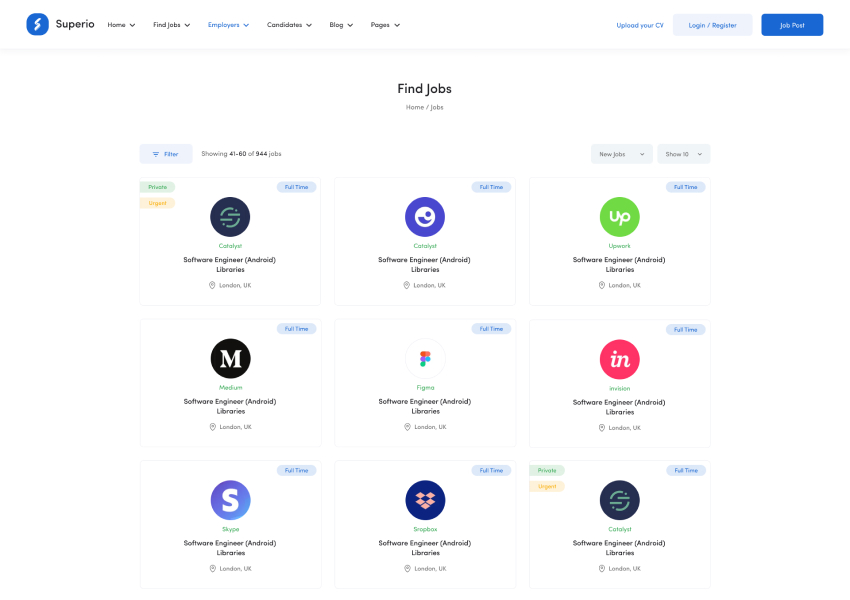 Superio
Home
Find Jobs
Employers
Candidates
Blog
Pages
Upload your CV
Login / Register
Job Post
Find Jobs
Home / Jobs
Filter
Showing 41-60 of 944 jobs
New Jobs
Show 10
Private
Full Time
Urgent
Catalyst
Software Engineer (Android)
Libraries
London, UK
Full Time
Catalyst
Software Engineer (Android)
Libraries
London, UK
Full Time
Up
Upwork
Software Engineer (Android)
Libraries
London, UK
Full Time
M
Medium
Software Engineer (Android)
Libraries
London, UK
Full Time
Figma
Software Engineer (Android)
Libraries
London, UK
Full Time
in
invision
Software Engineer (Android)
Libraries
London, UK
Full Time
S
Skype
Software Engineer (Android)
Libraries
London, UK
Full Time
Sropbox
Software Engineer (Android)
Libraries
London, UK
Private
Full Time
Urgent
Catalyst
Software Engineer (Android)
Libraries
London, UK